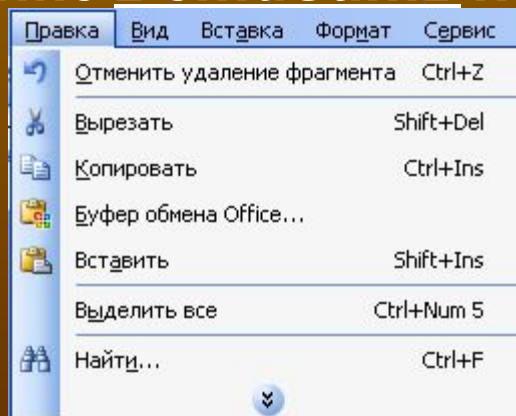 Правка Вид Вставка Формат Сервис
Отменить удаление фрагмента Ctrl+Z
Вырезать Shift+Del
Копировать Ctrl+Ins
Буфер обмена Office...
Вставить Shift+Ins
Выделить все Ctrl+Num 5
Найти... Ctrl+F